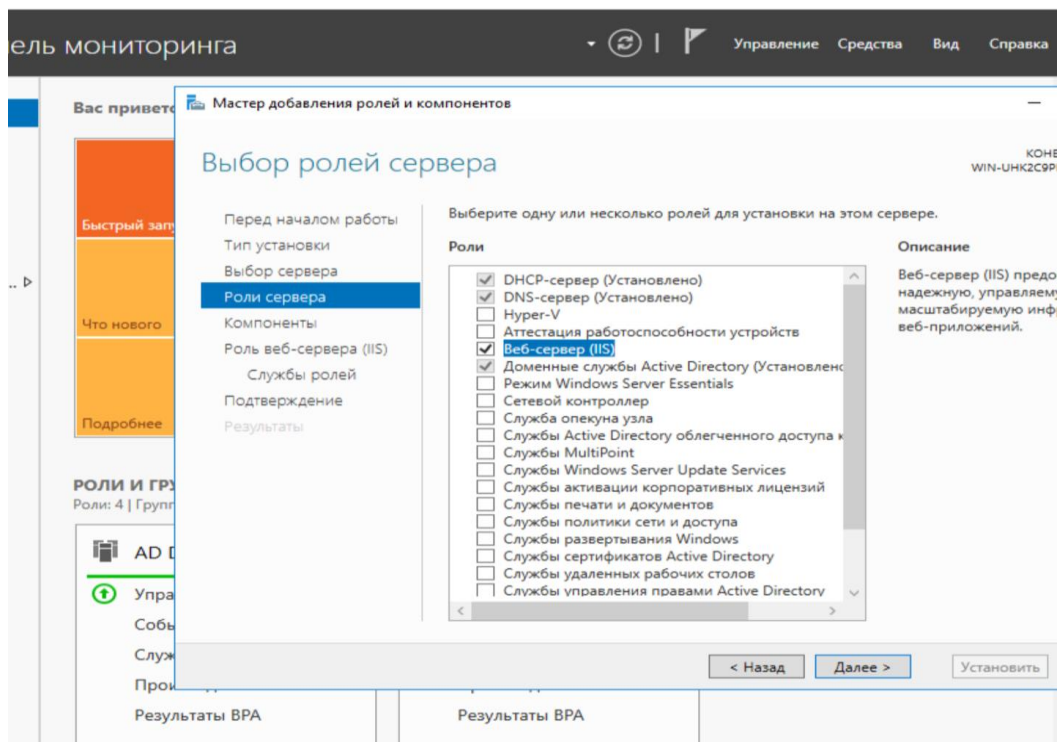 ель мониторинга
Управление Средства Вид Справка
Вас привет
Мастер добавления ролей и компонентов
Выбор ролей сервера
КОНЕ
WIN-UHK2C9P
Перед началом работы
Тип установки
Выбор сервера
Роли сервера
Компоненты
Роль веб-сервера (IIS)
Службы ролей
Подтверждение
Результаты
Выберите одну или несколько ролей для установки на этом сервере.
Роли
DHCP-сервер (Установлено)
DNS-сервер (Установлено)
Hyper-V
Аттестация работоспособности устройств
Веб-сервер (IIS)
Доменные службы Active Directory (Установлено
Режим Windows Server Essentials
Сетевой контроллер
Служба опекуна узла
Службы Active Directory облегченного доступа к
Службы MultiPoint
Службы Windows Server Update Services
Службы активации корпоративных лицензий
Службы печати и документов
Службы политики сети и доступа
Службы развертывания Windows
Службы сертификатов Active Directory
Службы удаленных рабочих столов
Службы управления правами Active Directory
Описание
Веб-сервер (IIS) предо
надежную, управляему
масштабируемую инф
веб-приложений.
Быстрый зап
Что нового
Подробнее
РОЛИ И ГР
Роли: 4 | Групп
AD D
Упра
Собы
Служ
Прои
Результаты BPA
Результаты BPA
< Назад
Далее >
Установить